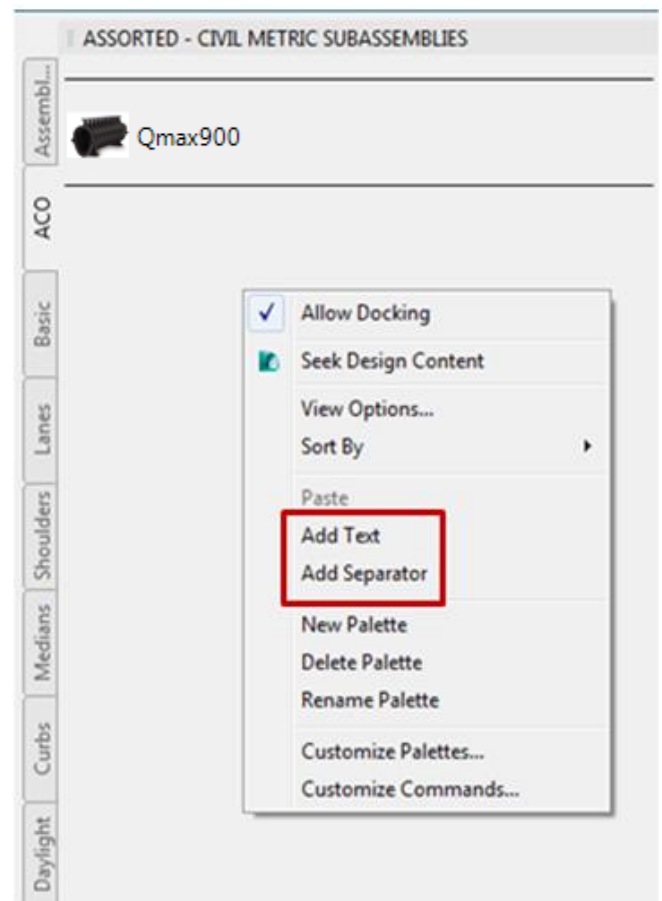 ASSORTED - CIVIL METRIC SUBASSEMBLIES
Assembl...
ACO
Basic
Lanes
Shoulders
Medians
Curbs
Daylight
Qmax900
Allow Docking
Seek Design Content
View Options...
Sort By
Paste
Add Text
Add Separator
New Palette
Delete Palette
Rename Palette
Customize Palettes...
Customize Commands...